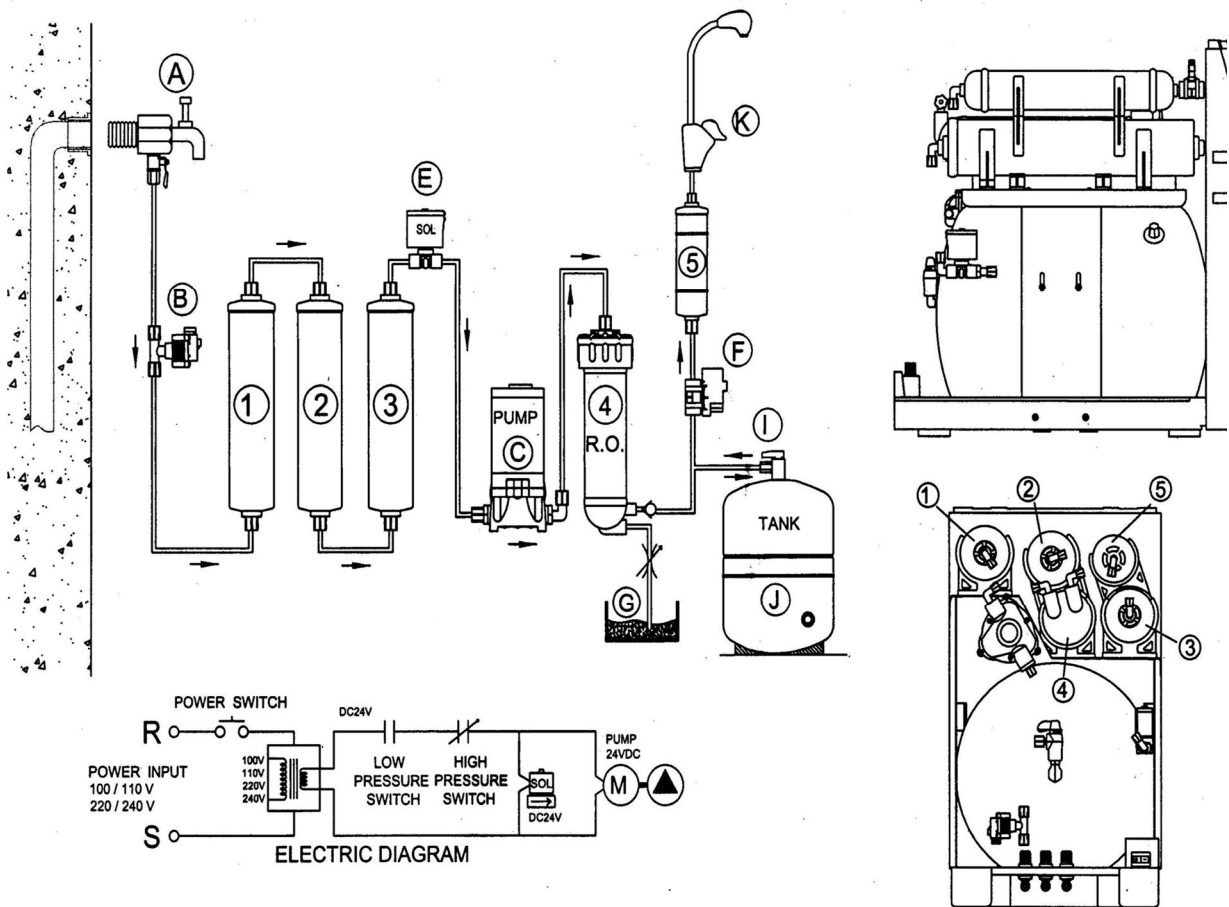 A
K
E
SOL
5
B
F
1
2
3
4
R.O.
PUMP
C
I
TANK
G
J
1
2
5
3
4
POWER SWITCH
R
POWER INPUT
100 / 110 V
220 / 240 V
S
100V
110V
220V
240V
DC24V
LOW
PRESSURE
SWITCH
HIGH
PRESSURE
SWITCH
SOL
DC24V
PUMP
24VDC
M
ELECTRIC DIAGRAM